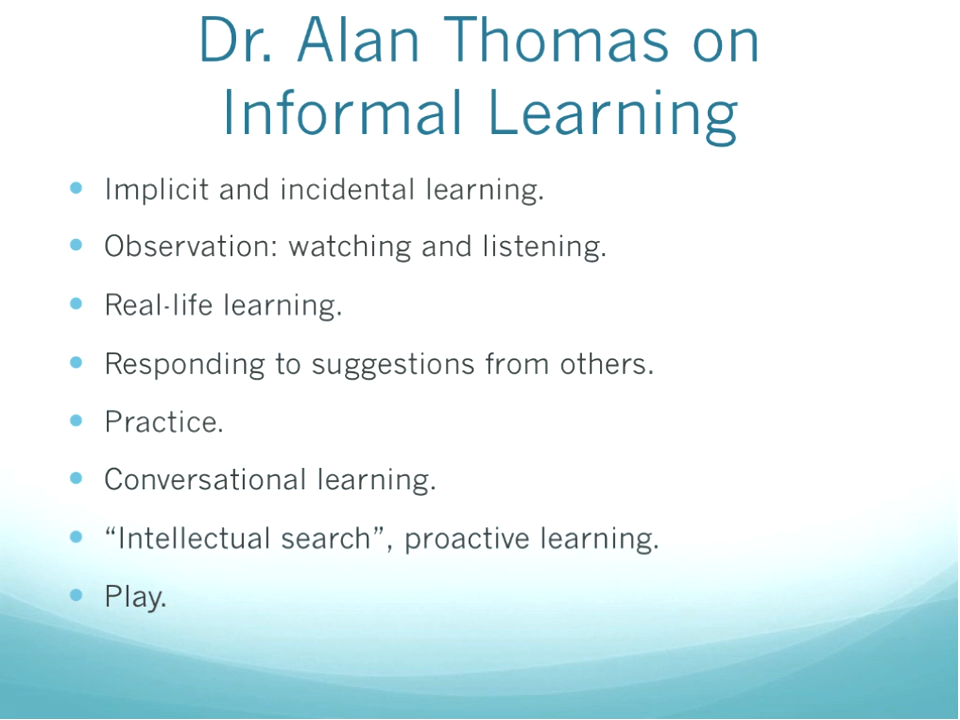 Dr. Alan Thomas on
Informal Learning
• Implicit and incidental learning.
• Observation: watching and listening.
• Real-life learning.
• Responding to suggestions from others.
• Practice.
• Conversational learning.
• “Intellectual search”, proactive learning.
• Play.